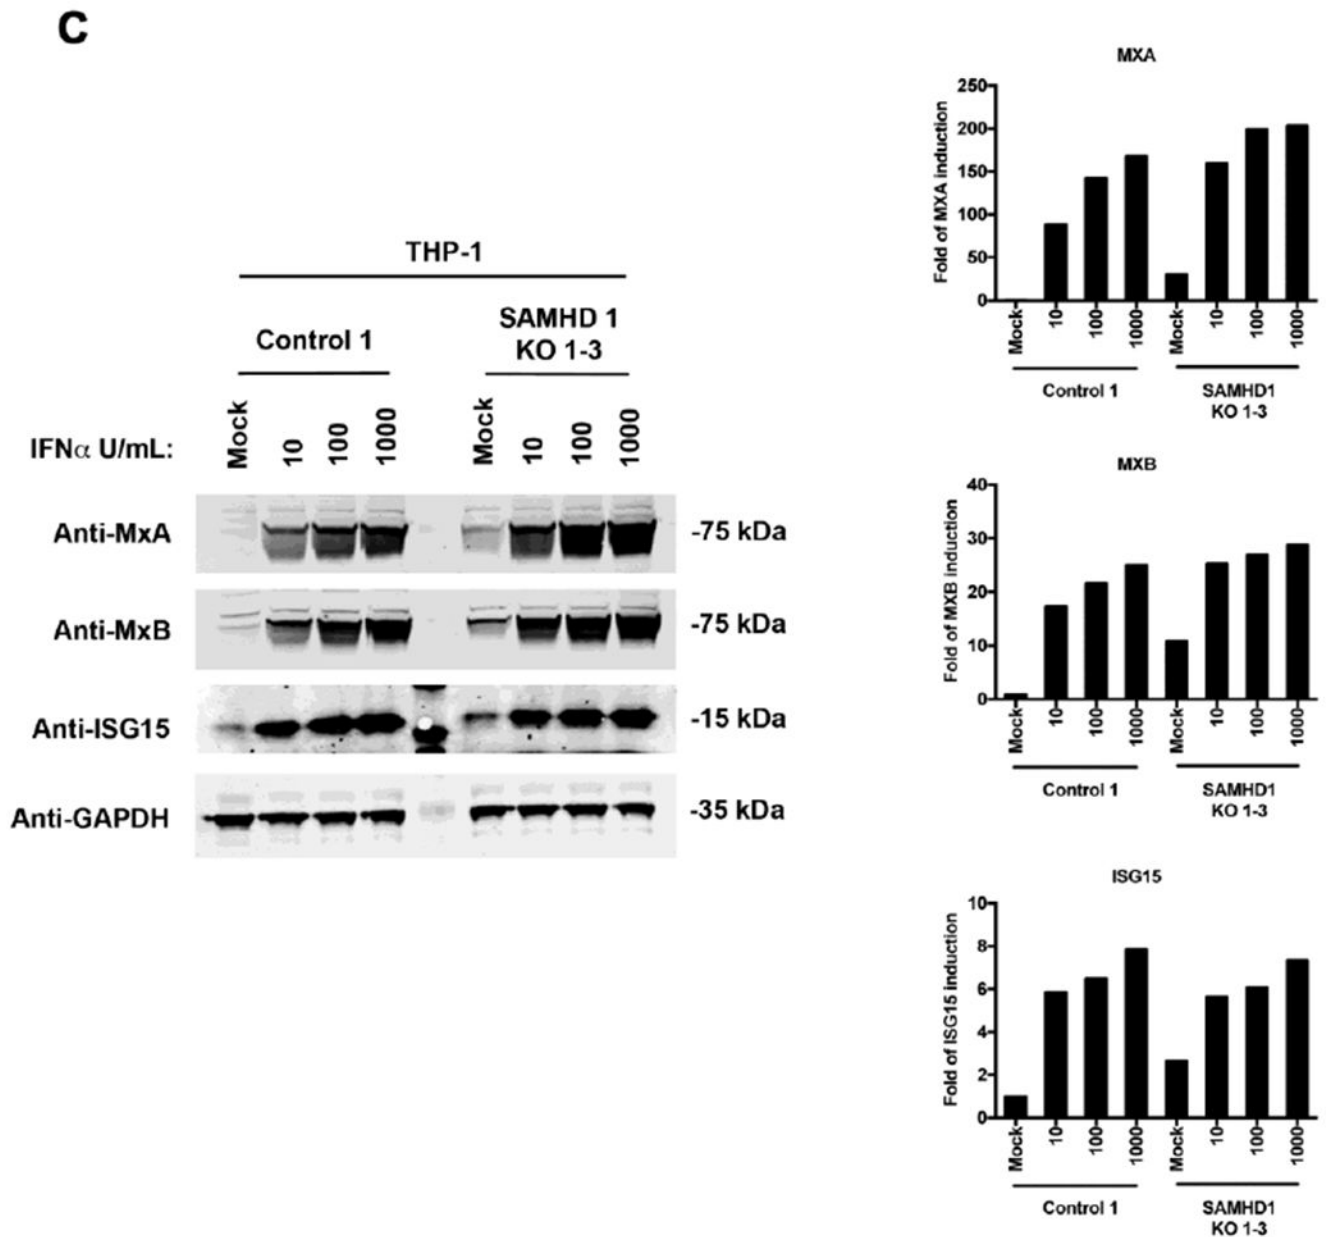 C
THP-1
Control 1
SAMHD 1
KO 1-3
IFNα U/mL:
Mock
10
100
1000
Mock
10
100
1000
Anti-MxA
-75 kDa
Anti-MxB
-75 kDa
Anti-ISG15
-15 kDa
Anti-GAPDH
-35 kDa
MXA
Fold of MXA induction
250
200
150
100
50
0
Mock
10
100
1000
Mock
10
100
1000
Control 1
SAMHD1
KO 1-3
MXB
Fold of MXB induction
40
30
20
10
0
Mock
10
100
1000
Mock
10
100
1000
Control 1
SAMHD1
KO 1-3
ISG15
Fold of ISG15 induction
10
8
6
4
2
0
Mock
10
100
1000
Mock
10
100
1000
Control 1
SAMHD1
KO 1-3